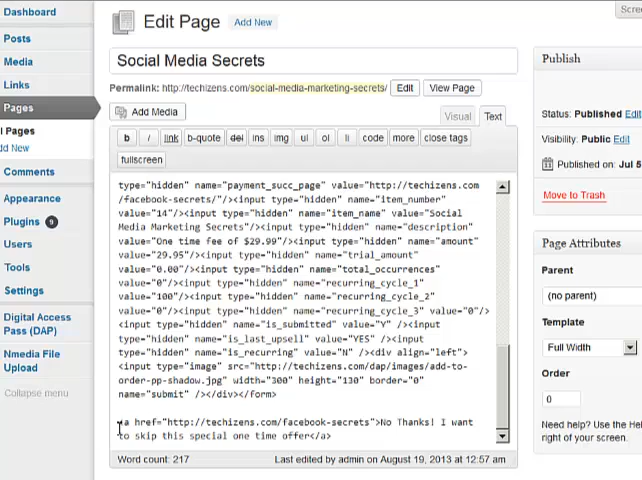 Dashboard
Posts
Media
Links
Pages
l Pages
dd New
Comments
Appearance
Plugins 9
Users
Tools
Settings
Digital Access
Pass (DAP)
Nmedia File
Upload
Collapse menu
Edit Page Add New
Social Media Secrets
Permalink: http://techizens.com/social-media-marketing-secrets/ Edit View Page
Add Media
Visual Text
b i link b-quote del ins img ul ol li code more close tags
fullscreen
type="hidden" name="payment_succ_page" value="http://techizens.com
/facebook-secrets/"/><input type="hidden" name="item_number"
value="14"/><input type="hidden" name="item_name" value="Social
Media Marketing Secrets"/><input type="hidden" name="description"
value="One time fee of $29.99"/><input type="hidden" name="amount"
value="29.95"/><input type="hidden" name="trial_amount"
value="0.00"/><input type="hidden" name="total_occurrences"
value="0"/><input type="hidden" name="recurring_cycle_1"
value="100"/><input type="hidden" name="recurring_cycle_2"
value="0"/><input type="hidden" name="recurring_cycle_3" value="0"/>
<input type="hidden" name="is_submitted" value="Y" /><input
type="hidden" name="is_last_upsell" value="YES" /><input
type="hidden" name="is_recurring" value="N" /><div align="left">
<input type="image" src="http://techizens.com/dap/images/add-to-
order-pp-shadow.jpg" width="300" height="130" border="0"
name="submit" /></div></form>
<a href="http://techizens.com/facebook-secrets">No Thanks! I want
to skip this special one time offer</a>
Word count: 217 Last edited by admin on August 19, 2013 at 12:57 am
Scree
Publish
Status: Published Edit
Visibility: Public Edit
Published on: Jul 5
Move to Trash
Page Attributes
Parent
(no parent)
Template
Full Width
Order
0
Need help? Use the Hel
right of your screen.